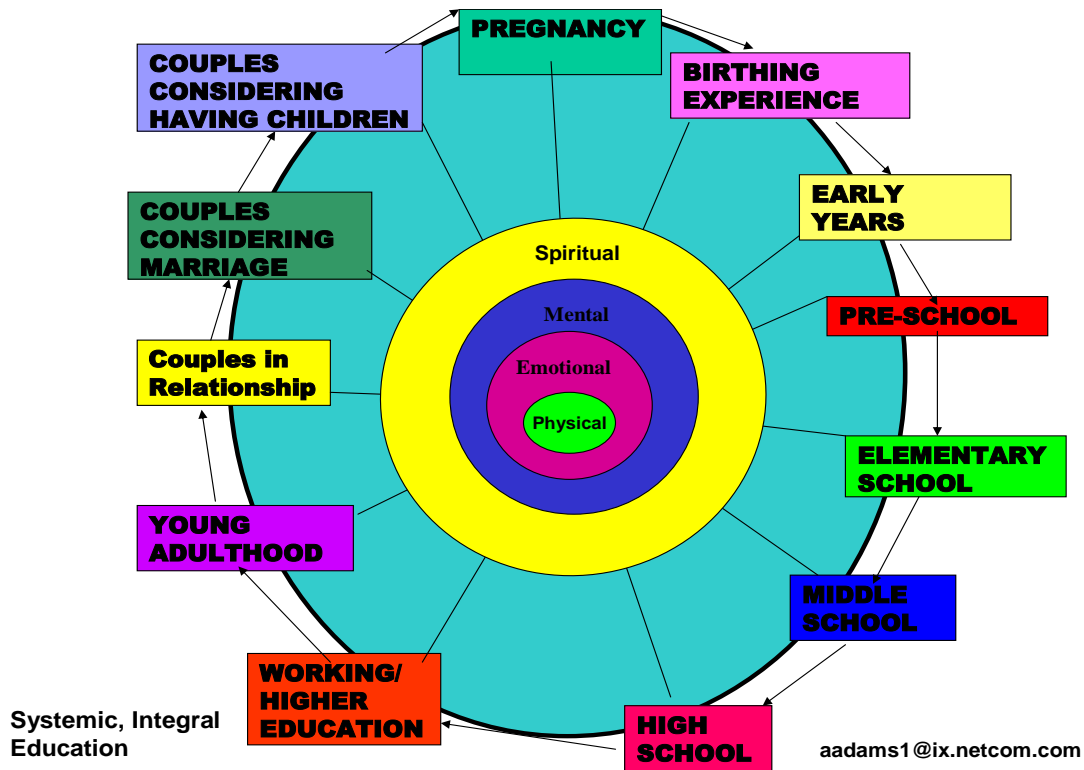 PREGNANCY
COUPLES
CONSIDERING
HAVING CHILDREN
BIRTHING
EXPERIENCE
EARLY
YEARS
COUPLES
CONSIDERING
MARRIAGE
Spiritual
Mental
PRE-SCHOOL
Couples in
Relationship
Emotional
Physical
ELEMENTARY
SCHOOL
YOUNG
ADULTHOOD
MIDDLE
SCHOOL
WORKING/
HIGHER
EDUCATION
HIGH
SCHOOL
Systemic, Integral
Education
aadams1@ix.netcom.com